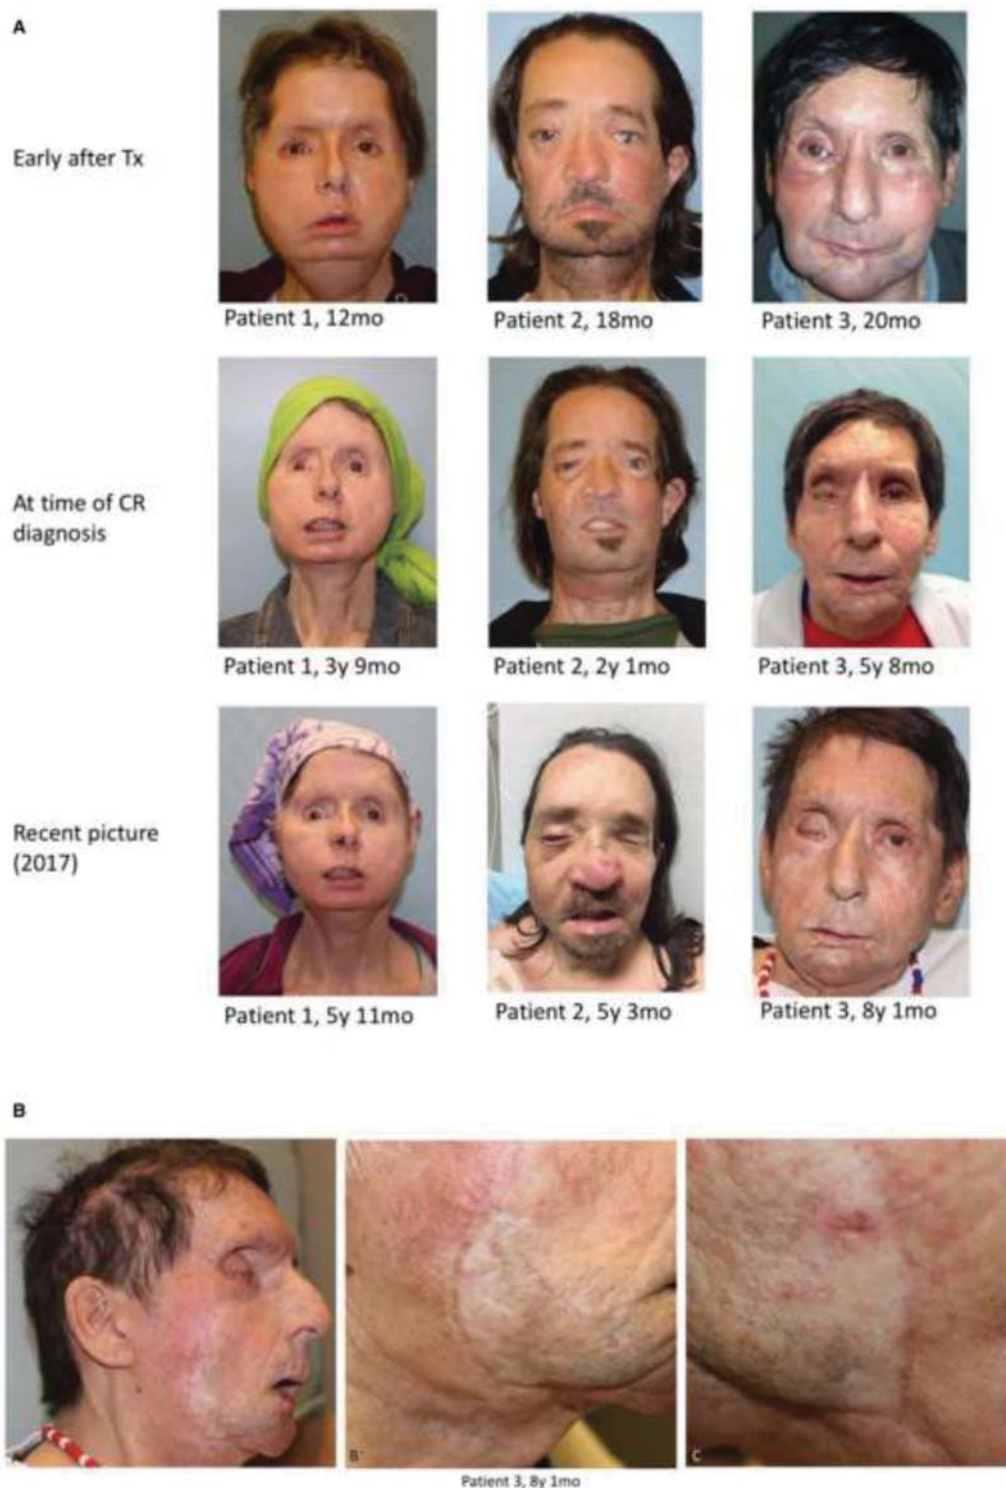 A
Early after Tx
Patient 1, 12mo
Patient 2, 18mo
Patient 3, 20mo
At time of CR
diagnosis
Patient 1, 3y 9mo
Patient 2, 2y 1mo
Patient 3, 5y 8mo
Recent picture
(2017)
Patient 1, 5y 11mo
Patient 2, 5y 3mo
Patient 3, 8y 1mo
B
B'
C
Patient 3, 8y 1mo